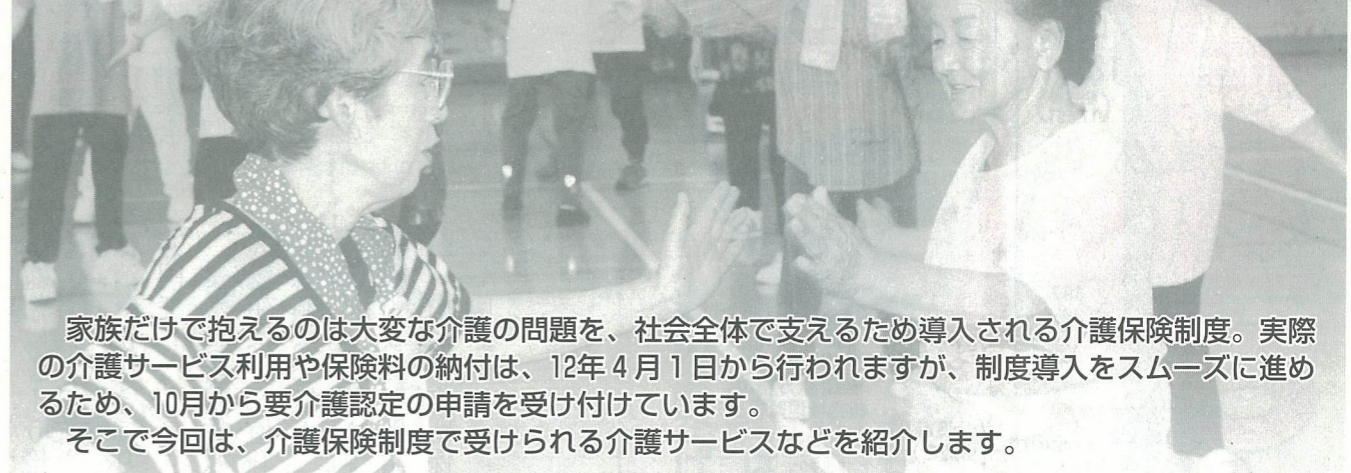 家族だけで抱えるのは大変な介護の問題を、社会全体で支えるため導入される介護保険制度。実際
の介護サービス利用や保険料の納付は、12年４月１日から行われますが、制度導入をスムーズに進め
るため、10月から要介護認定の申請を受け付けています。
　そこで今回は、介護保険制度で受けられる介護サービスなどを紹介します。